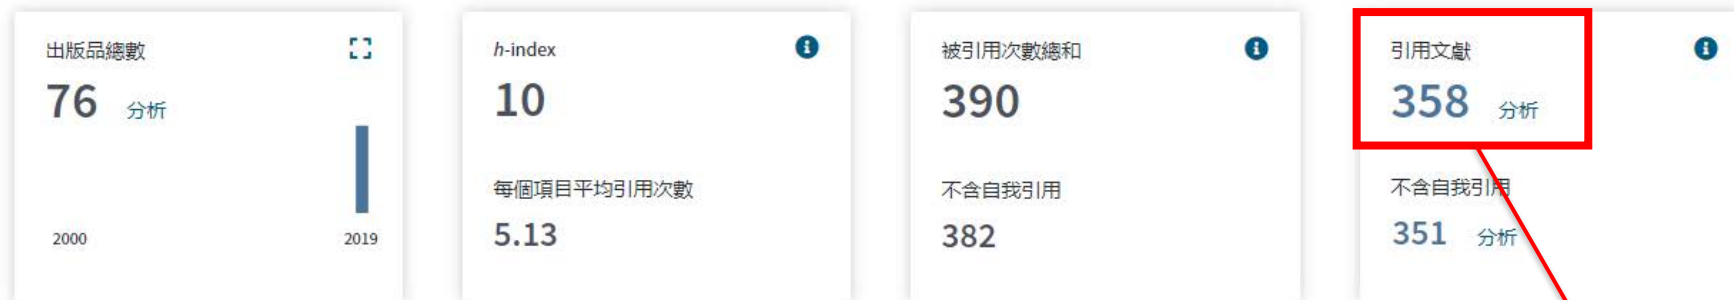 出版品總數
76 分析
2000 2019
h-index
10
每個項目平均引用次數
5.13
被引用次數總和
390
不含自我引用
382
引用文獻
358 分析
不含自我引用
351 分析